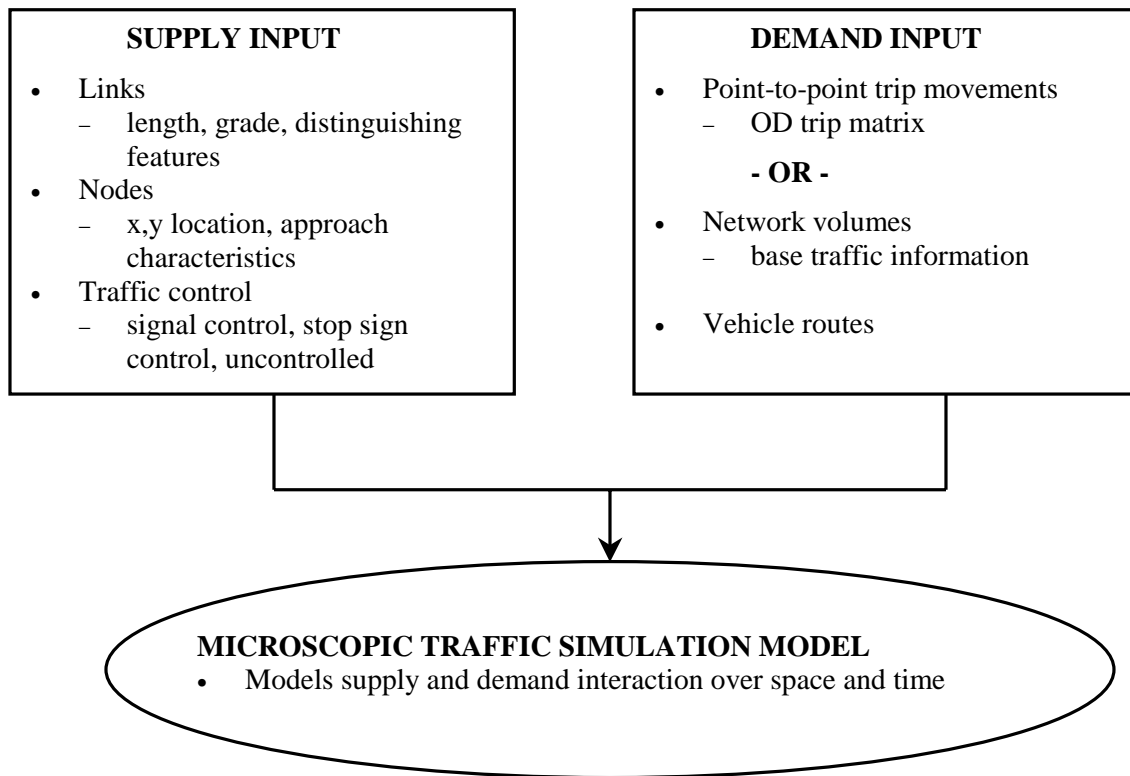 SUPPLY INPUT
• Links
– length, grade, distinguishing
features
• Nodes
– x,y location, approach
characteristics
• Traffic control
– signal control, stop sign
control, uncontrolled
DEMAND INPUT
• Point-to-point trip movements
– OD trip matrix
- OR -
• Network volumes
– base traffic information
• Vehicle routes
MICROSCOPIC TRAFFIC SIMULATION MODEL
• Models supply and demand interaction over space and time